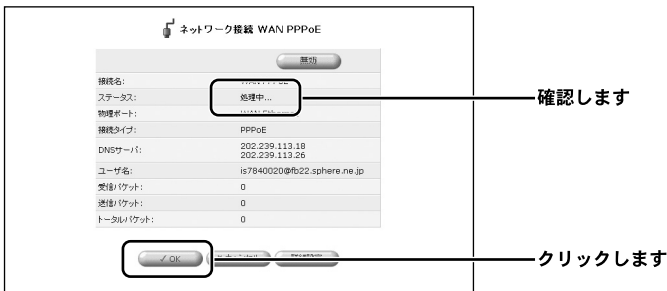 ネットワーク接続 WAN PPPoE
無効
接続名:
ステータス: 処理中...
確認します
物理ポート:
接続タイプ: PPPoE
DNSサーバ: 202.239.113.18
202.239.113.26
ユーザ名: is7840020@fb22.sphere.ne.jp
受信パケット: 0
送信パケット: 0
トータルパケット: 0
✓ OK
クリックします